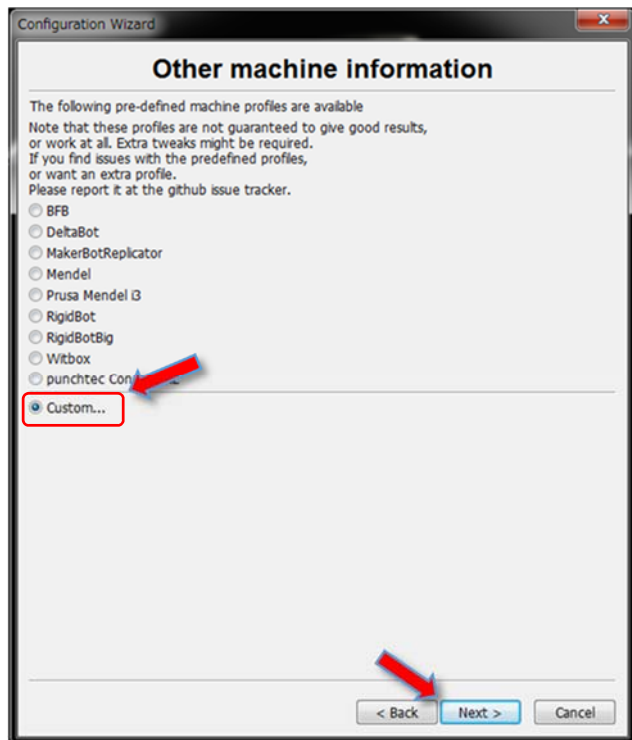 Configuration Wizard
Other machine information
The following pre-defined machine profiles are available
Note that these profiles are not guaranteed to give good results,
or work at all. Extra tweaks might be required.
If you find issues with the predefined profiles,
or want an extra profile.
Please report it at the github issue tracker.
BFB
DeltaBot
MakerBotReplicator
Mendel
Prusa Mendel i3
RigidBot
RigidBotBig
Witbox
punchtec
Custom...
< Back Next > Cancel